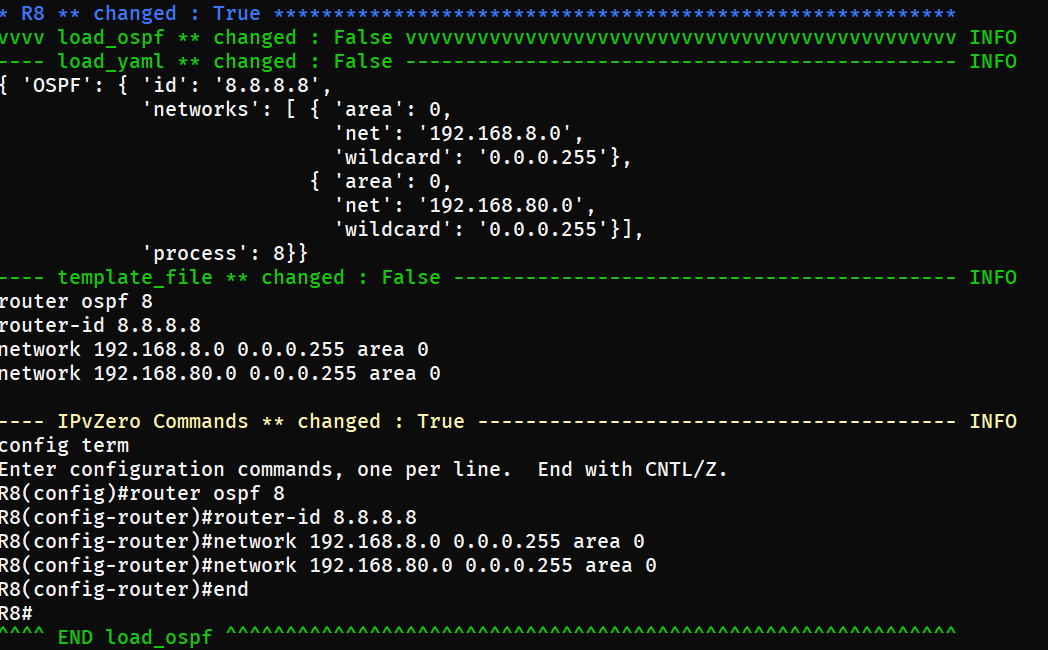 * R8 ** changed : True *********************************************************
vvvv load_ospf ** changed : False vvvvvvvvvvvvvvvvvvvvvvvvvvvvvvvvvvvvvvvvvvvvvv INFO
---- load_yaml ** changed : False ---------------------------------------------- INFO
{ 'OSPF': { 'id': '8.8.8.8',
            'networks': [ { 'area': 0,
                            'net': '192.168.8.0',
                            'wildcard': '0.0.0.255'},
                          { 'area': 0,
                            'net': '192.168.80.0',
                            'wildcard': '0.0.0.255'}],
            'process': 8}}
---- template_file ** changed : False ------------------------------------------ INFO
router ospf 8
router-id 8.8.8.8
network 192.168.8.0 0.0.0.255 area 0
network 192.168.80.0 0.0.0.255 area 0
---- IPvZero Commands ** changed : True ---------------------------------------- INFO
config term
Enter configuration commands, one per line.  End with CNTL/Z.
R8(config)#router ospf 8
R8(config-router)#router-id 8.8.8.8
R8(config-router)#network 192.168.8.0 0.0.0.255 area 0
R8(config-router)#network 192.168.80.0 0.0.0.255 area 0
R8(config-router)#end
R8#
^^^^ END load_ospf ^^^^^^^^^^^^^^^^^^^^^^^^^^^^^^^^^^^^^^^^^^^^^^^^^^^^^^^^^^^^^